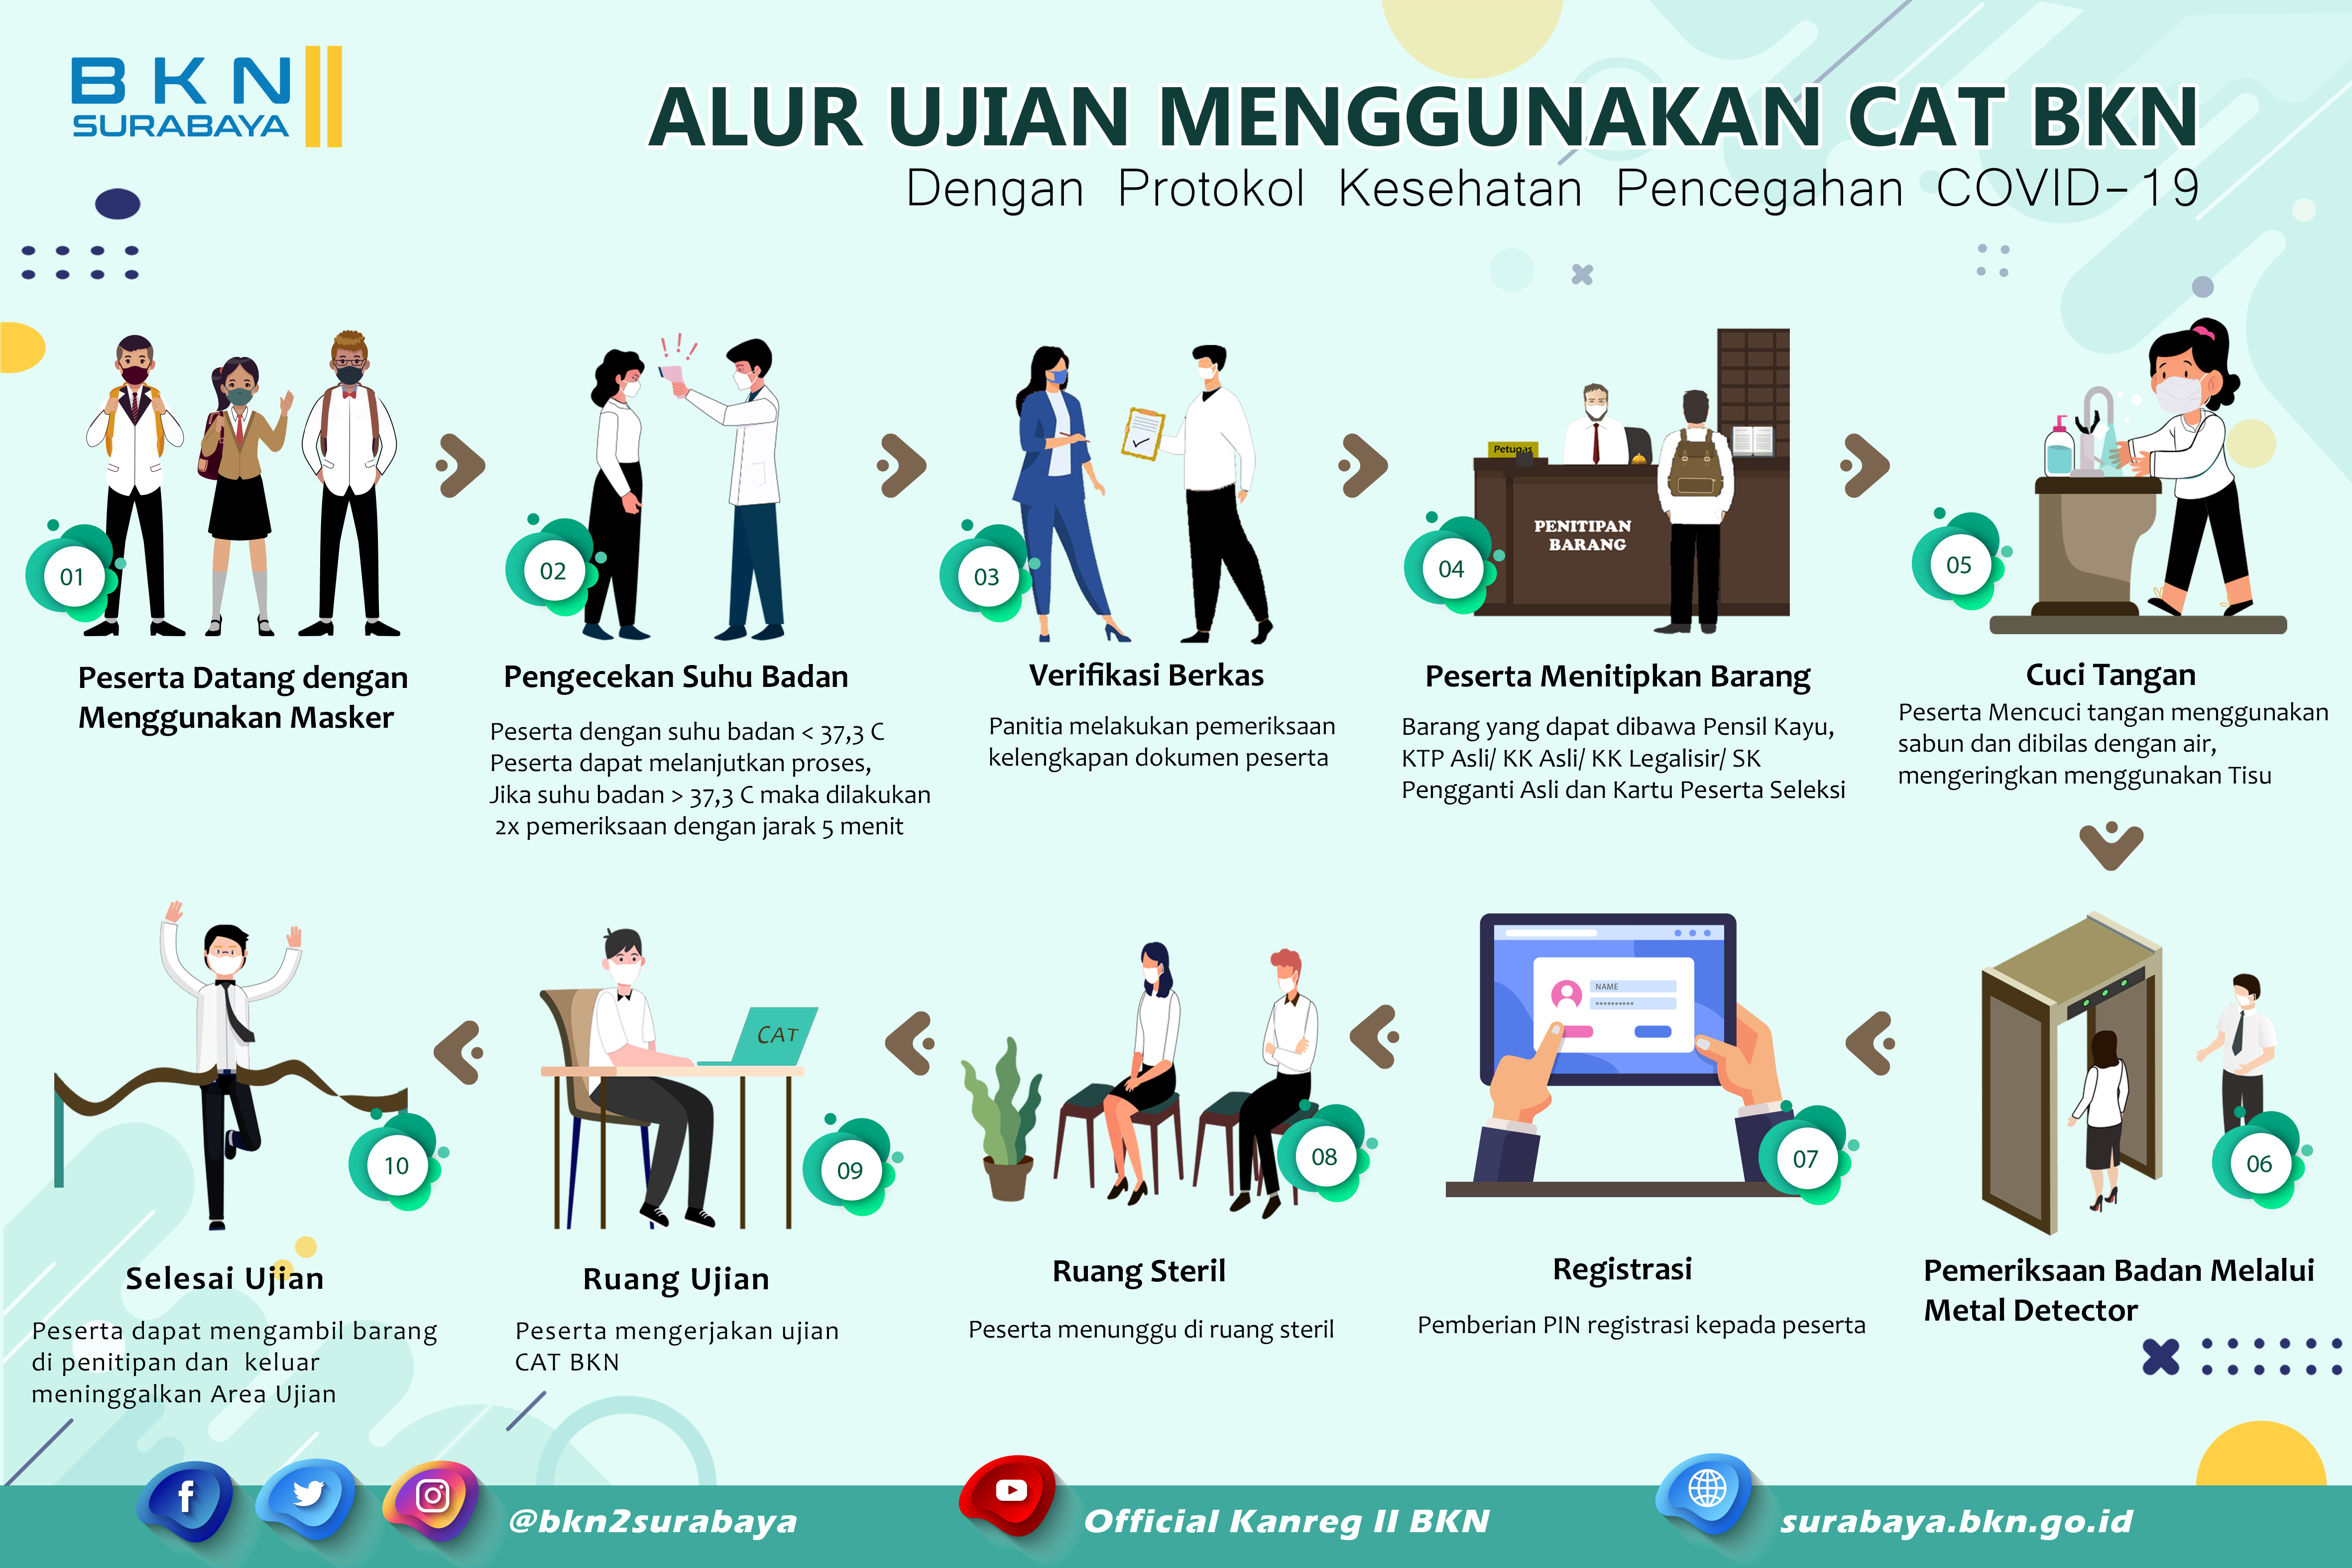 BKN
SURABAYA
ALUR UJIAN MENGGUNAKAN CAT BKN
Dengan Protokol Kesehatan Pencegahan COVID-19
01
Peserta Datang dengan
Menggunakan Masker
02
Pengecekan Suhu Badan
Peserta dengan suhu badan < 37,3 C
Peserta dapat melanjutkan proses,
Jika suhu badan > 37,3 C maka dilakukan
2x pemeriksaan dengan jarak 5 menit
03
Verifikasi Berkas
Panitia melakukan pemeriksaan
kelengkapan dokumen peserta
Petugas
PENITIPAN
BARANG
04
Peserta Menitipkan Barang
Barang yang dapat dibawa Pensil Kayu,
KTP Asli/ KK Asli/ KK Legalisir/ SK
Pengganti Asli dan Kartu Peserta Seleksi
05
Cuci Tangan
Peserta Mencuci tangan menggunakan
sabun dan dibilas dengan air,
mengeringkan menggunakan Tisu
06
Pemeriksaan Badan Melalui
Metal Detector
NAME
**********
07
Registrasi
Pemberian PIN registrasi kepada peserta
08
Ruang Steril
Peserta menunggu di ruang steril
CAT
09
Ruang Ujian
Peserta mengerjakan ujian
CAT BKN
10
Selesai Ujian
Peserta dapat mengambil barang
di penitipan dan keluar
meninggalkan Area Ujian
@bkn2surabaya
Official Kanreg II BKN
surabaya.bkn.go.id